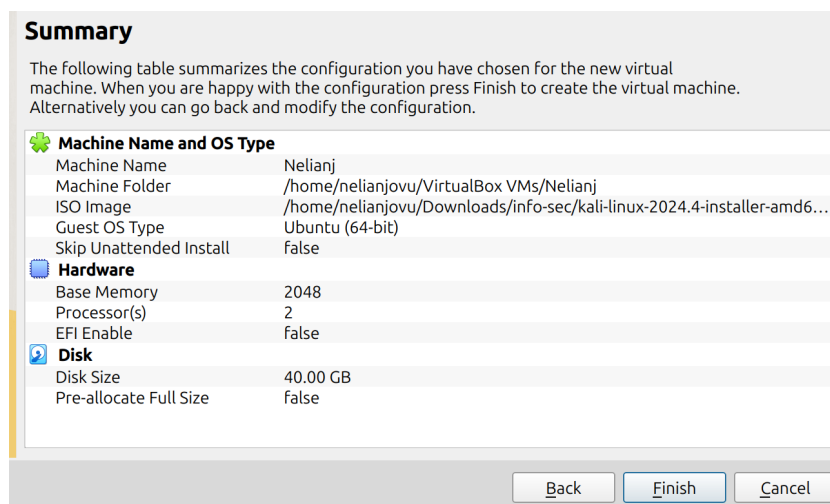 Summary
The following table summarizes the configuration you have chosen for the new virtual
machine. When you are happy with the configuration press Finish to create the virtual machine.
Alternatively you can go back and modify the configuration.
Machine Name and OS Type
Machine Name Nelianj
Machine Folder /home/nelianjovu/VirtualBox VMs/Nelianj
ISO Image /home/nelianjovu/Downloads/info-sec/kali-linux-2024.4-installer-amd6...
Guest OS Type Ubuntu (64-bit)
Skip Unattended Install false
Hardware
Base Memory 2048
Processor(s) 2
EFI Enable false
Disk
Disk Size 40.00 GB
Pre-allocate Full Size false
Back Finish Cancel